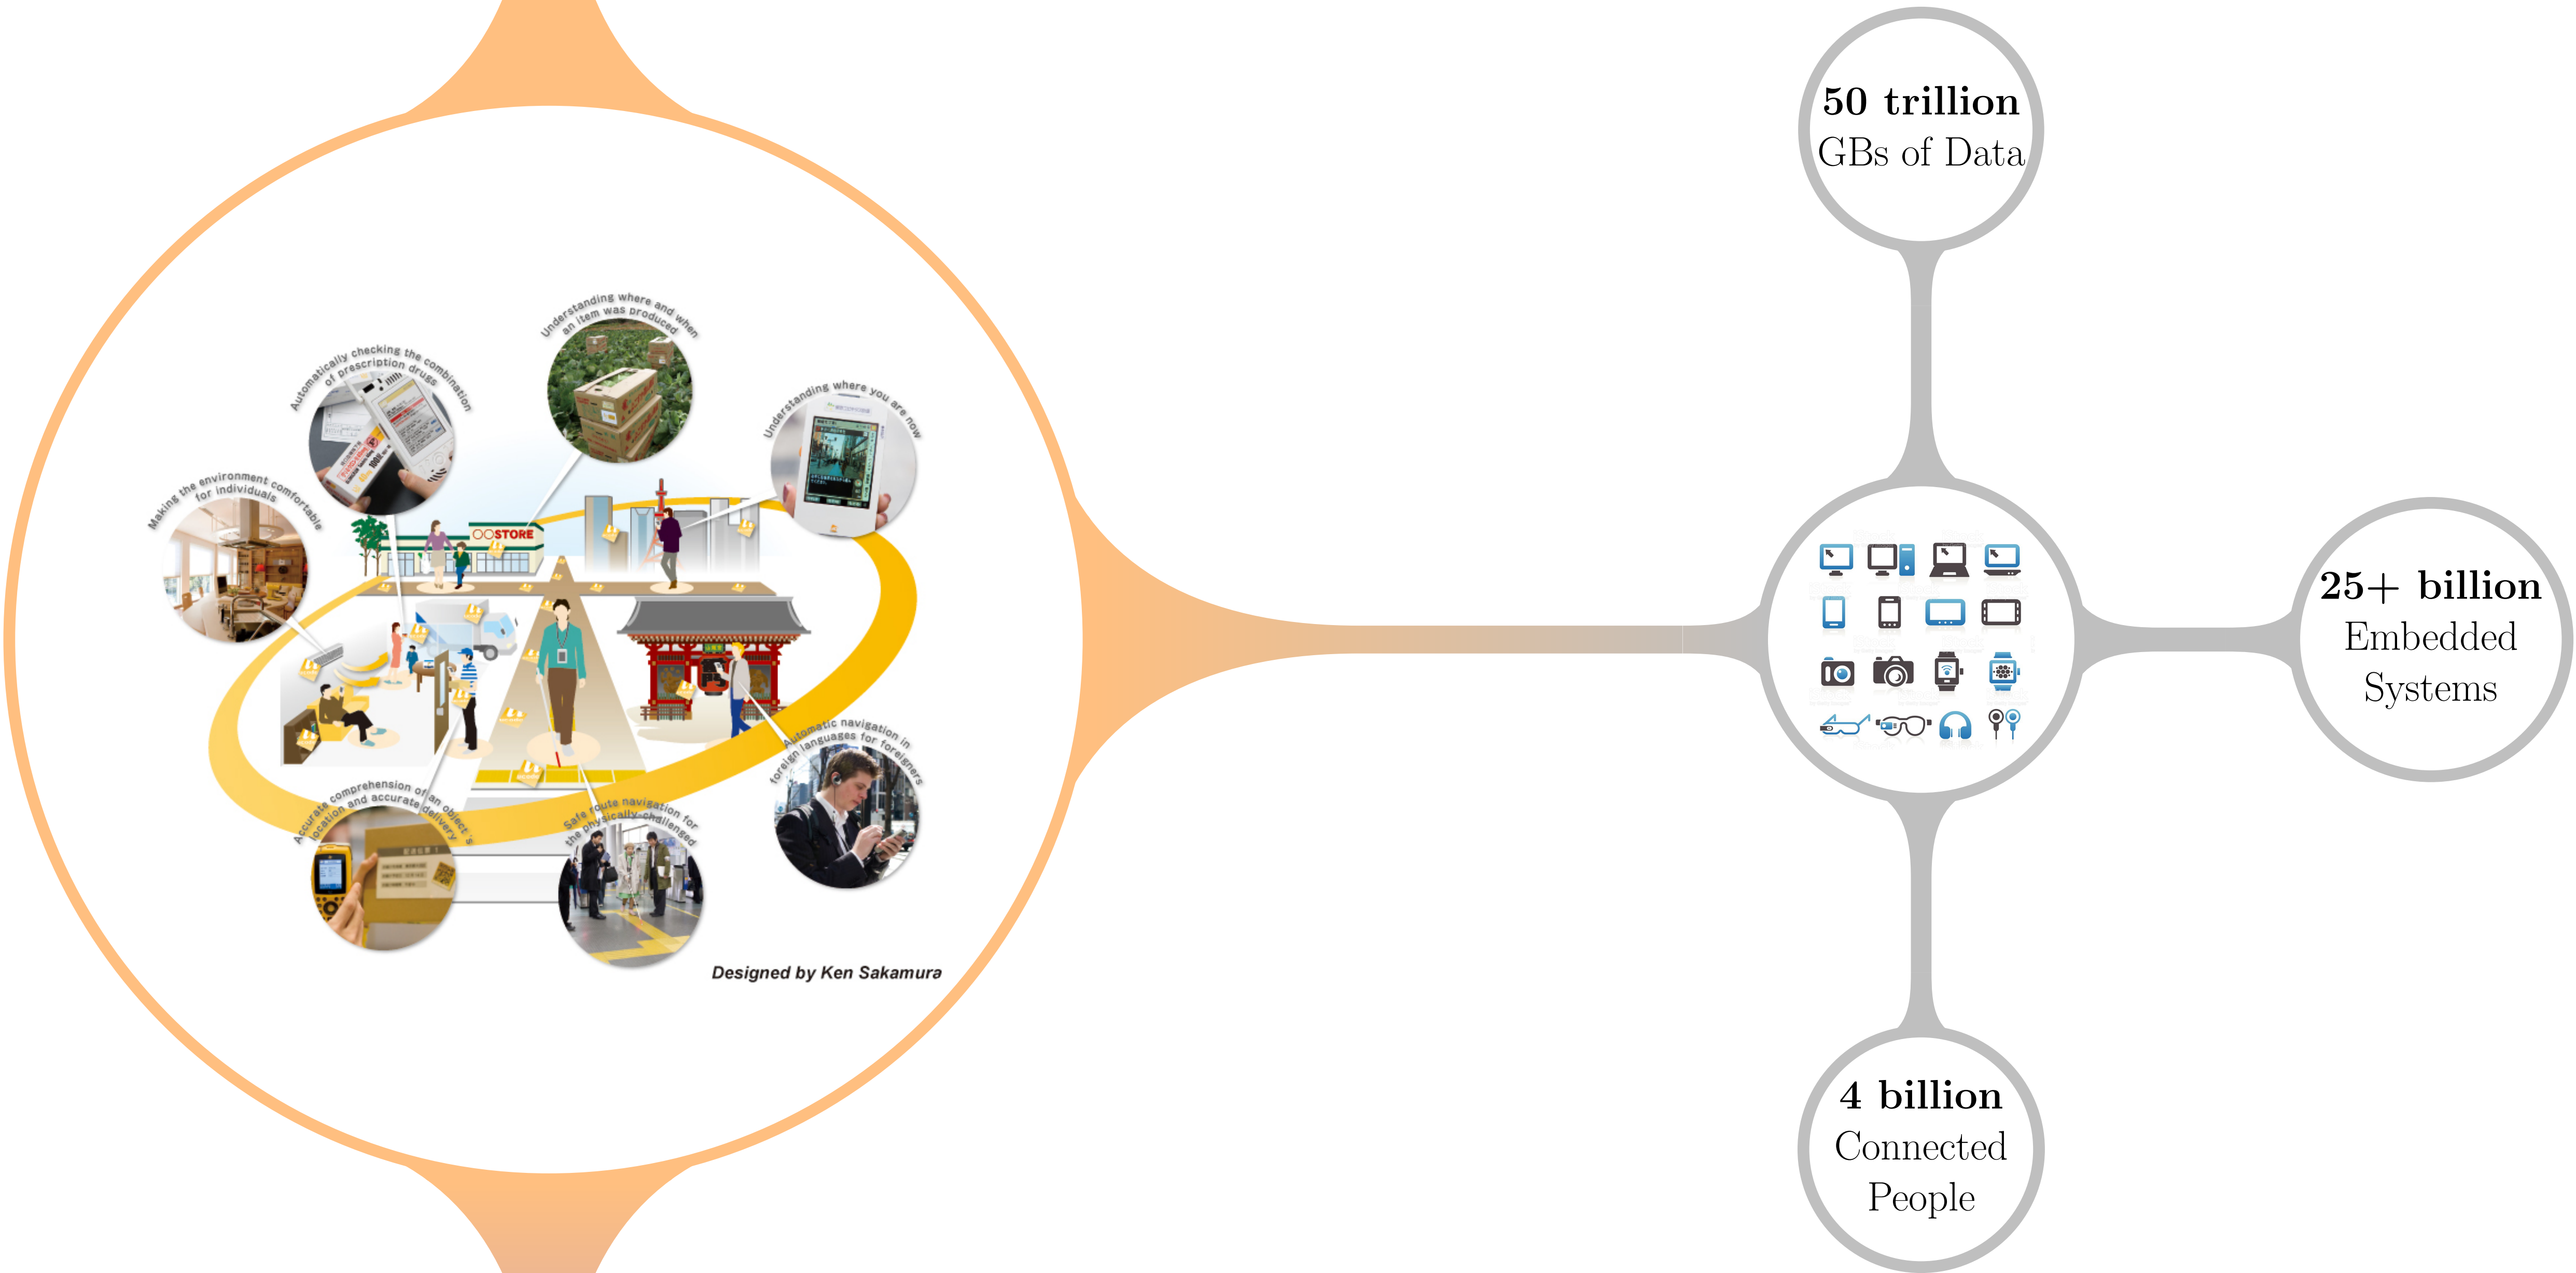 Understanding where and when
an item was produced
Automatically checking the combination
of prescription drugs
Understanding where you are now
Making the environment comfortable
for individuals
STORE
Automatic navigation in
foreign languages for foreigners
Accurate comprehension of an object's
location and accurate delivery
Safe route navigation for
the physically-challenged
Designed by Ken Sakamura
50 trillion
GBs of Data
25+ billion
Embedded
Systems
4 billion
Connected
People